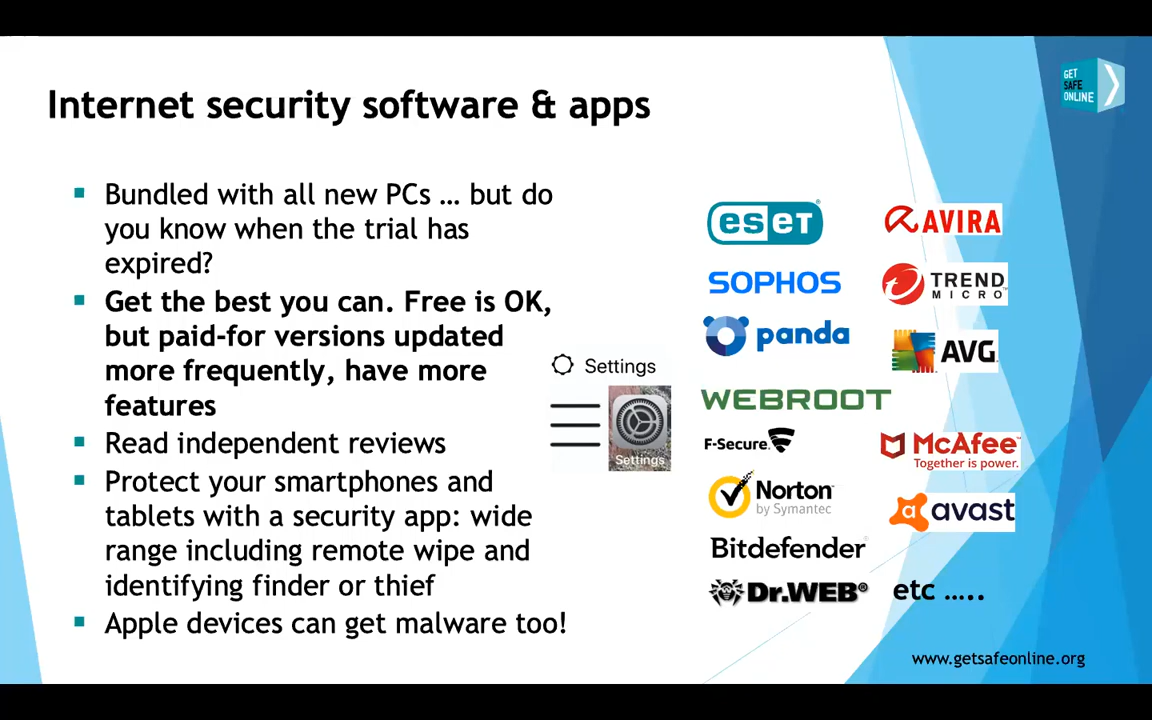 GET
SAFE
ONLINE
Internet security software & apps
Bundled with all new PCs … but do
you know when the trial has
expired?
Get the best you can. Free is OK,
but paid-for versions updated
more frequently, have more
features
Read independent reviews
Protect your smartphones and
tablets with a security app: wide
range including remote wipe and
identifying finder or thief
Apple devices can get malware too!
Settings
Settings
eset®
AVIRA
SOPHOS
TREND
MICRO™
panda
AVG
WEBROOT
F-Secure.
McAfee™
Together is power.
Norton™
by Symantec
avast
Bitdefender®
Dr.WEB®
etc …..
www.getsafeonline.org